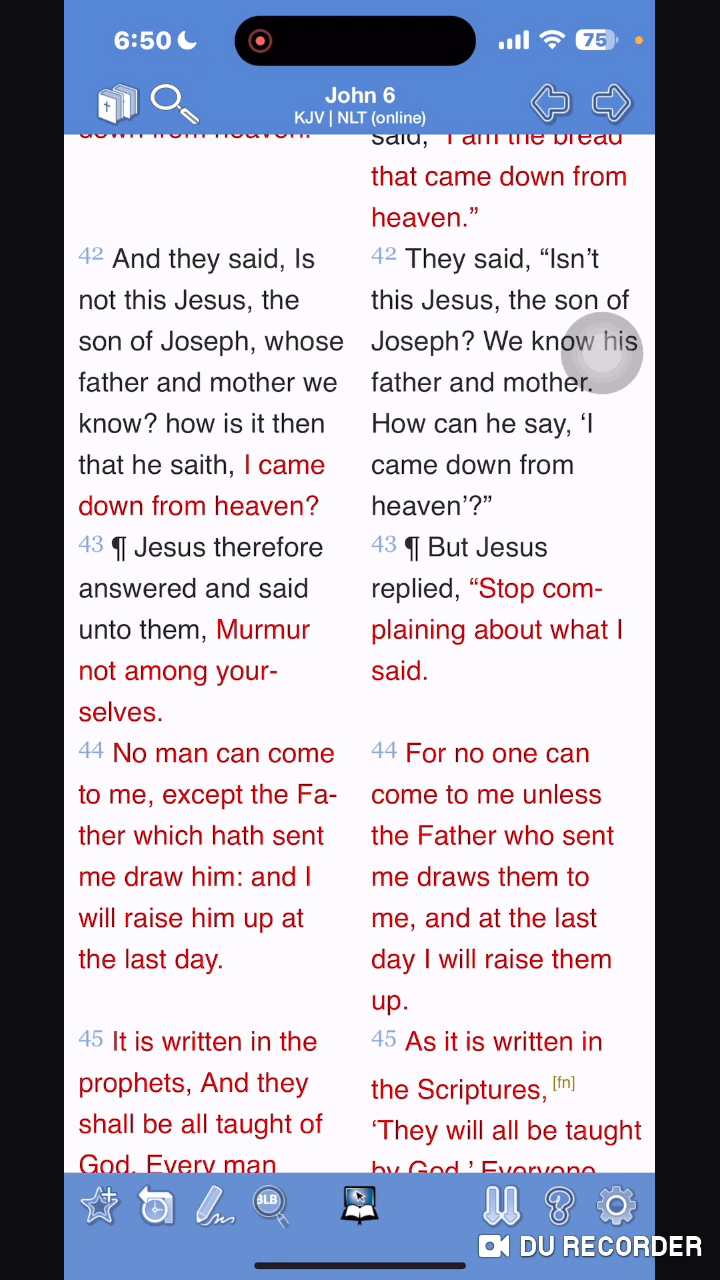 6:50
75
John 6
KJV | NLT (online)
down from heaven.
42 And they said, Is
not this Jesus, the
son of Joseph, whose
father and mother we
know? how is it then
that he saith, I came
down from heaven?
43 ¶ Jesus therefore
answered and said
unto them, Murmur
not among your-
selves.
44 No man can come
to me, except the Fa-
ther which hath sent
me draw him: and I
will raise him up at
the last day.
45 It is written in the
prophets, And they
shall be all taught of
God. Every man
said, “I am the bread
that came down from
heaven.”
42 They said, “Isn’t
this Jesus, the son of
Joseph? We know his
father and mother.
How can he say, ‘I
came down from
heaven’?”
43 ¶ But Jesus
replied, “Stop com-
plaining about what I
said.
44 For no one can
come to me unless
the Father who sent
me draws them to
me, and at the last
day I will raise them
up.
45 As it is written in
the Scriptures,[fn]
‘They will all be taught
by God.’ Everyone
BLB
DU RECORDER